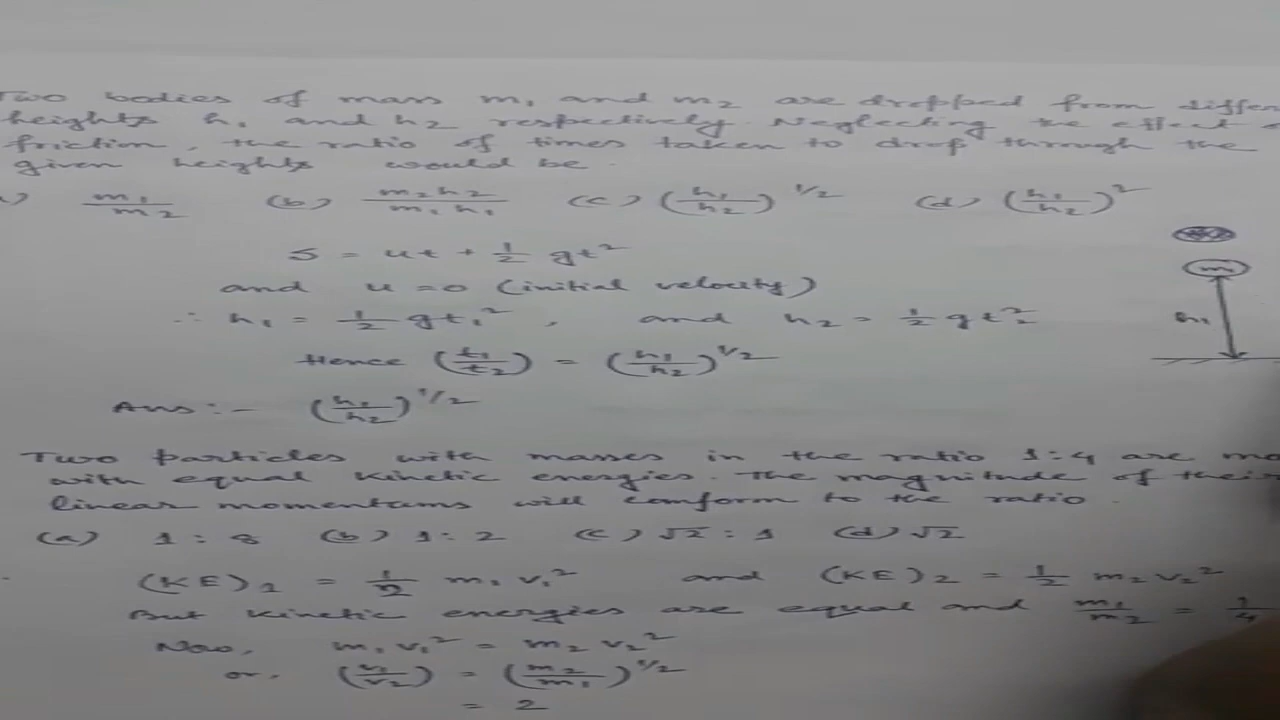 Two bodies of mass m₁ and m₂ are dropped from differen
heights h₁ and h₂ respectively. Neglecting the effect o
friction, the ratio of times taken to drop through the
given heights would be
) m₁/m₂ (b) m₂h₂/m₁h₁ (c) (h₁/h₂)^1/2 (d) (h₁/h₂)^2
S = ut + 1/2 gt²
and u = 0 (initial velocity)
∴ h₁ = 1/2 gt₁², and h₂ = 1/2 gt₂²
Hence (t₁/t₂) = (h₁/h₂)^1/2
Ans :- (h₁/h₂)^1/2
m₁
h₁
Two particles with masses in the ratio 1:4 are mo
with equal kinetic energies. The magnitude of their
linear momentums will comform to the ratio
(a) 1 : 8 (b) 1 : 2 (c) √2 : 1 (d) √2
(KE)₁ = 1/2 m₁v₁² and (KE)₂ = 1/2 m₂v₂²
But kinetic energies are equal and m₁/m₂ = 1/4
Now, m₁v₁² = m₂v₂²
or, (v₁/v₂) = (m₂/m₁)^1/2
= 2